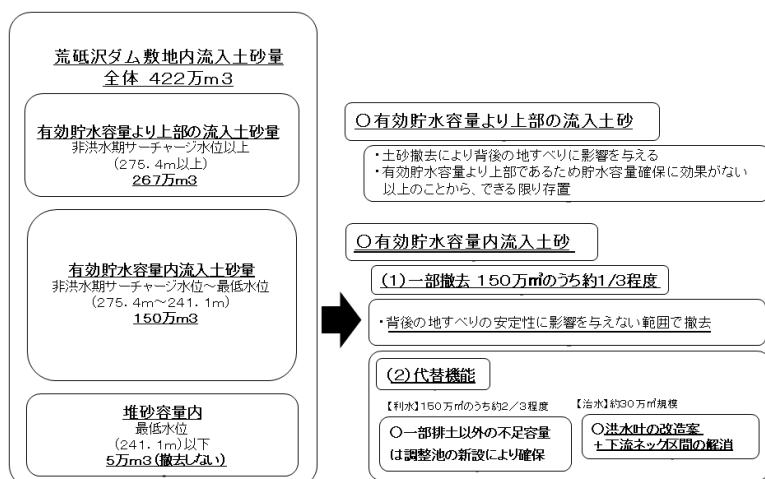 荒砥沢ダム敷地内流入土砂量
全体 422万m3
有効貯水容量より上部の流入土砂量
非洪水期サーチャージ水位以上
(275.4m以上)
267万m3
有効貯水容量内流入土砂量
非洪水期サーチャージ水位~最低水位
(275.4m~241.1m)
150万m3
堆砂容量内
最低水位
(241.1m)以下
5万m3(撤去しない)
〇有効貯水容量より上部の流入土砂
・土砂撤去により背後の地すべりに影響を与える
・有効貯水容量より上部であるため貯水容量確保に効果がない
以上のことから、できる限り存置
〇有効貯水容量内流入土砂
(1)一部撤去 150万㎥のうち約1/3程度
・背後の地すべりの安定性に影響を与えない範囲で撤去
(2)代替機能
【利水】150万㎥のうち約2/3程度
〇一部排土以外の不足容量
は調整池の新設により確保
【治水】約30万㎥規模
〇洪水吐の改造案
+下流ネック区間の解消